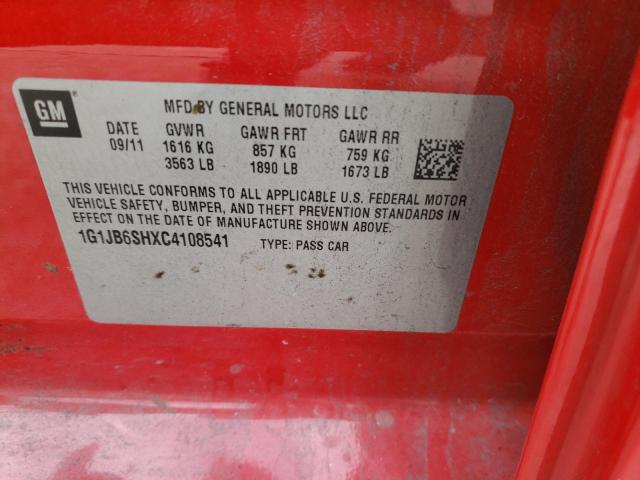 GM
MFD BY GENERAL MOTORS LLC
DATE GVWR GAWR FRT GAWR RR
09/11 1616 KG 857 KG 759 KG
3563 LB 1890 LB 1673 LB
THIS VEHICLE CONFORMS TO ALL APPLICABLE U.S. FEDERAL MOTOR
VEHICLE SAFETY, BUMPER, AND THEFT PREVENTION STANDARDS IN
EFFECT ON THE DATE OF MANUFACTURE SHOWN ABOVE.
1G1JB6SHXC4108541 TYPE: PASS CAR